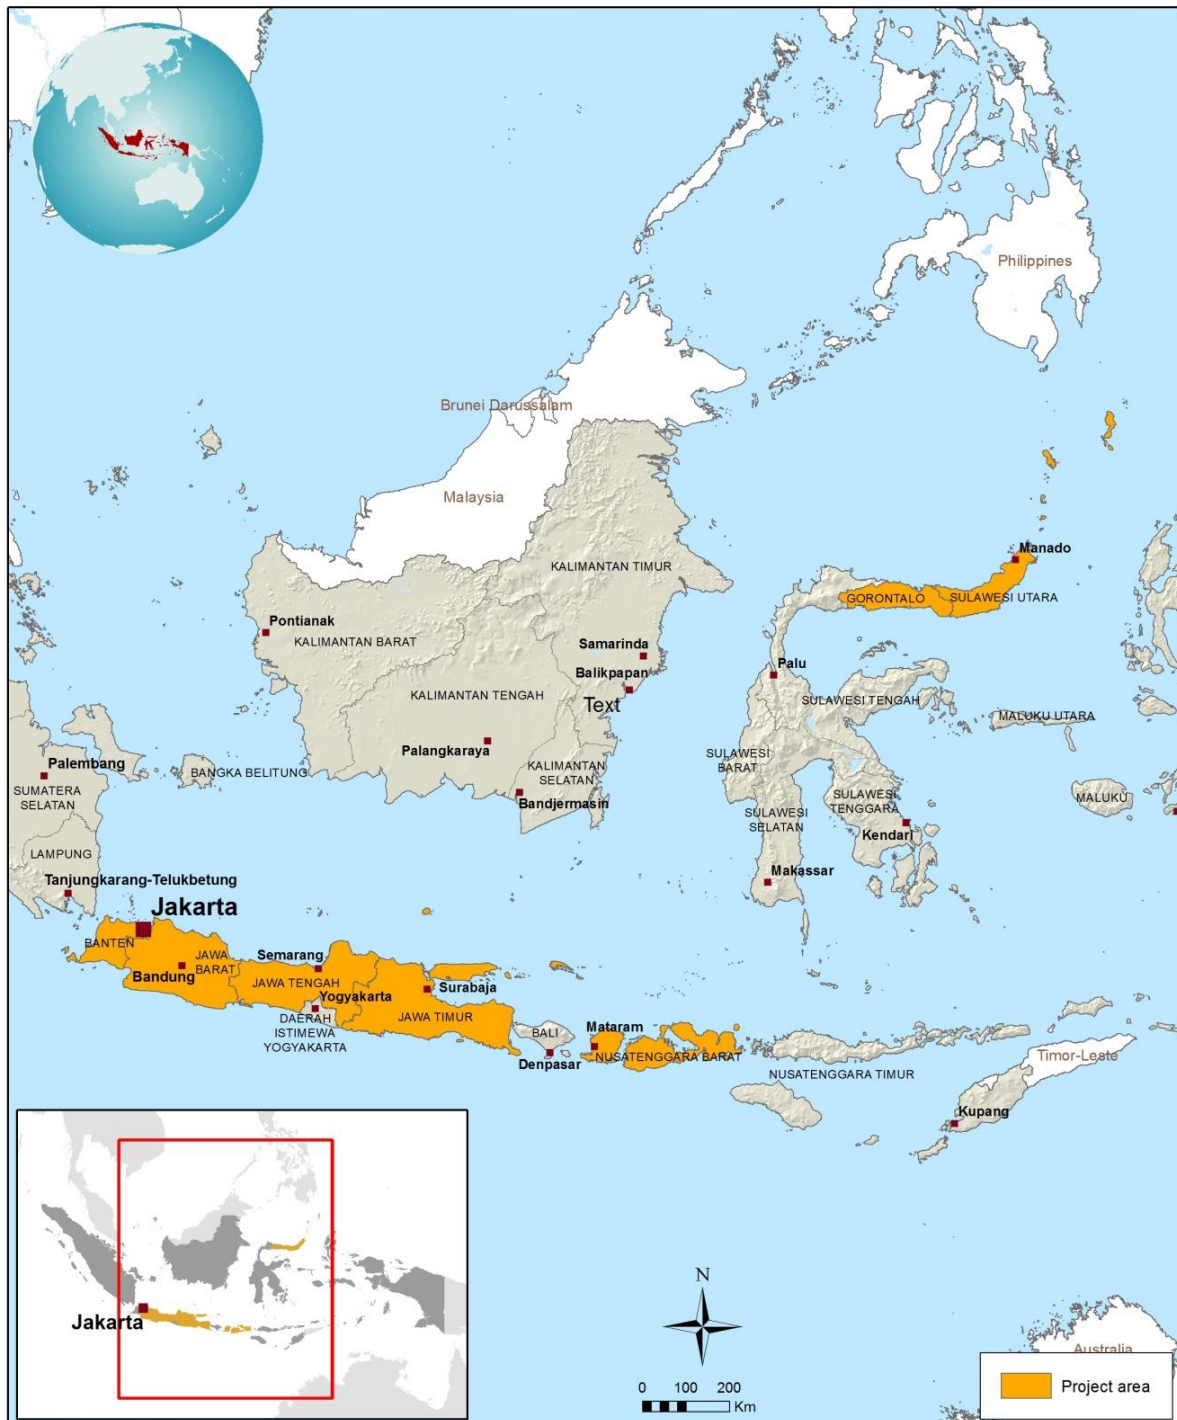 Philippines
Brunei Darussalam
Malaysia
Manado
KALIMANTAN TIMUR
GORONTALO
SULAWESI UTARA
Pontianak
KALIMANTAN BARAT
Samarinda
Balikpapan
Palu
KALIMANTAN TENGAH
Text
SULAWESI TENGAH
MALUKU UTARA
Palangkaraya
SULAWESI
BARAT
Palembang
BANGKA BELITUNG
KALIMANTAN
SELATAN
SUMATERA
SELATAN
SULAWESI
TENGGARA
MALUKU
Bandjermasin
SULAWESI
SELATAN
Kendari
LAMPUNG
Makassar
Tanjungkarang-Telukbetung
Jakarta
BANTEN
JAWA
BARAT
Semarang
Bandung
JAWA TENGAH
Surabaja
Yogyakarta
DAERAH
ISTIMEWA
YOGYAKARTA
JAWA TIMUR
BALI
Mataram
NUSATENGGARA BARAT
Denpasar
Timor-Leste
NUSATENGGARA TIMUR
Kupang
Jakarta
N
0 100 200
Km
Australia
Project area